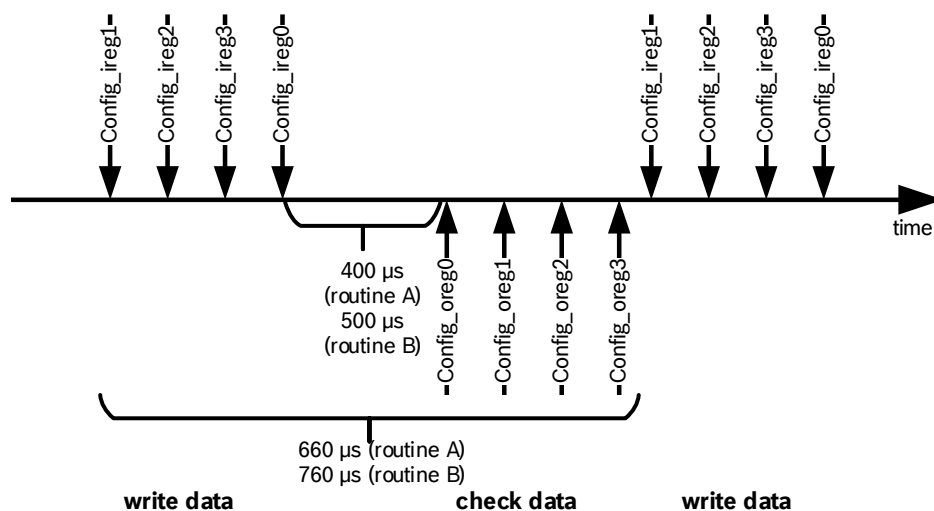 Config_ireg1
Config_ireg2
Config_ireg3
Config_ireg0
Config_ireg1
Config_ireg2
Config_ireg3
Config_ireg0
time
400 µs
(routine A)
500 µs
(routine B)
Config_oreg0
Config_oreg1
Config_oreg2
Config_oreg3
660 µs (routine A)
760 µs (routine B)
write data
check data
write data